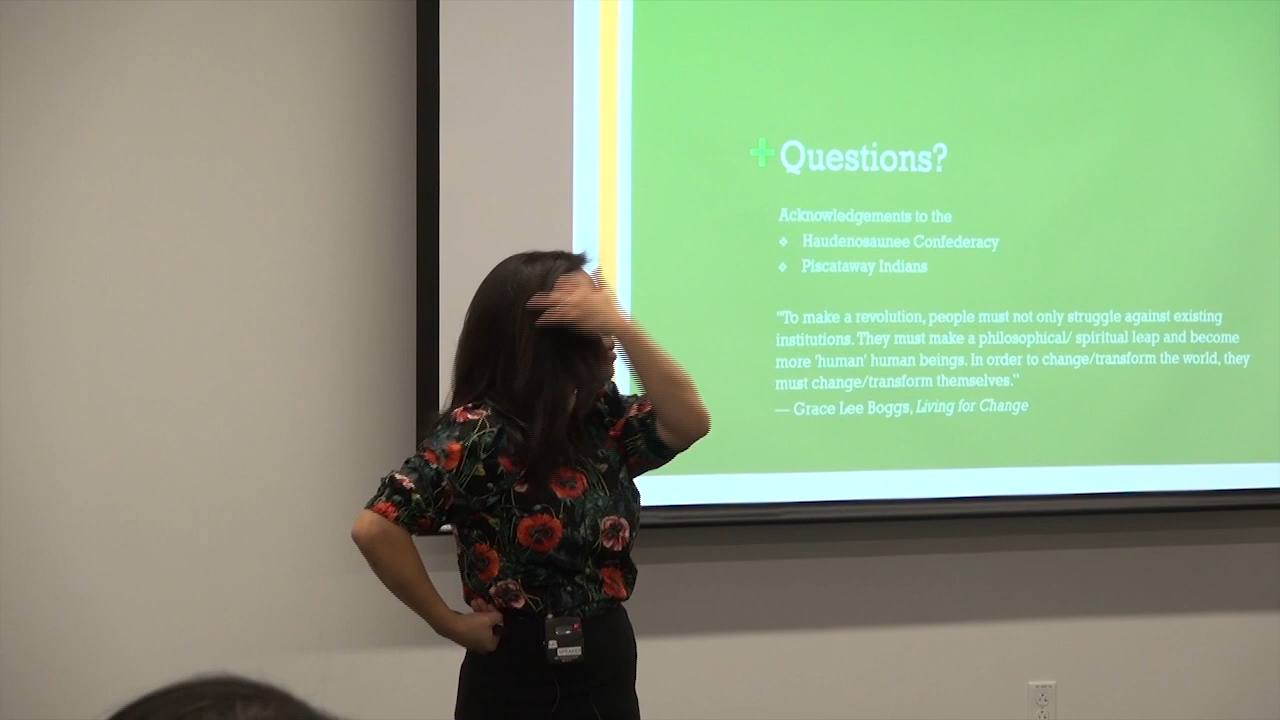 Questions?
Acknowledgements to the
❖ Haudenosaunee Confederacy
❖ Piscataway Indians
"To make a revolution, people must not only struggle against existing
institutions. They must make a philosophical/ spiritual leap and become
more 'human' human beings. In order to change/transform the world, they
must change/transform themselves."
― Grace Lee Boggs, Living for Change
SPEAKER